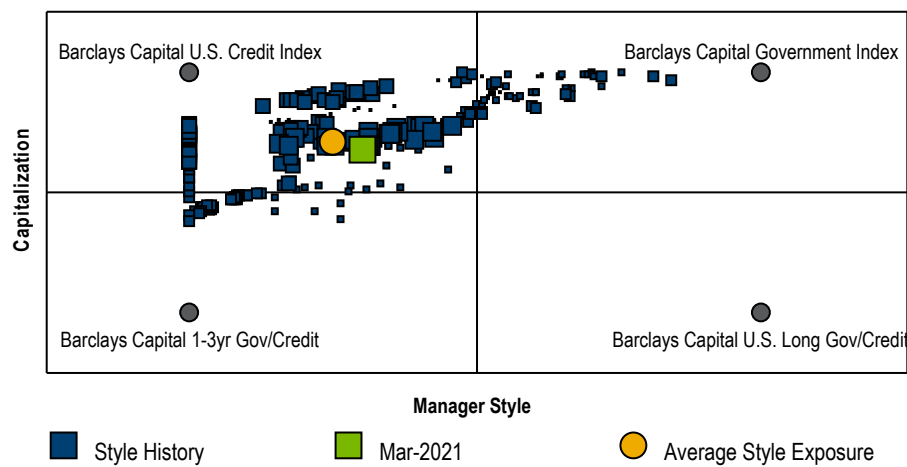 Barclays Capital U.S. Credit Index
Barclays Capital Government Index
Capitalization
Barclays Capital 1-3yr Gov/Credit
Barclays Capital U.S. Long Gov/Credit
Manager Style
Style History
Mar-2021
Average Style Exposure